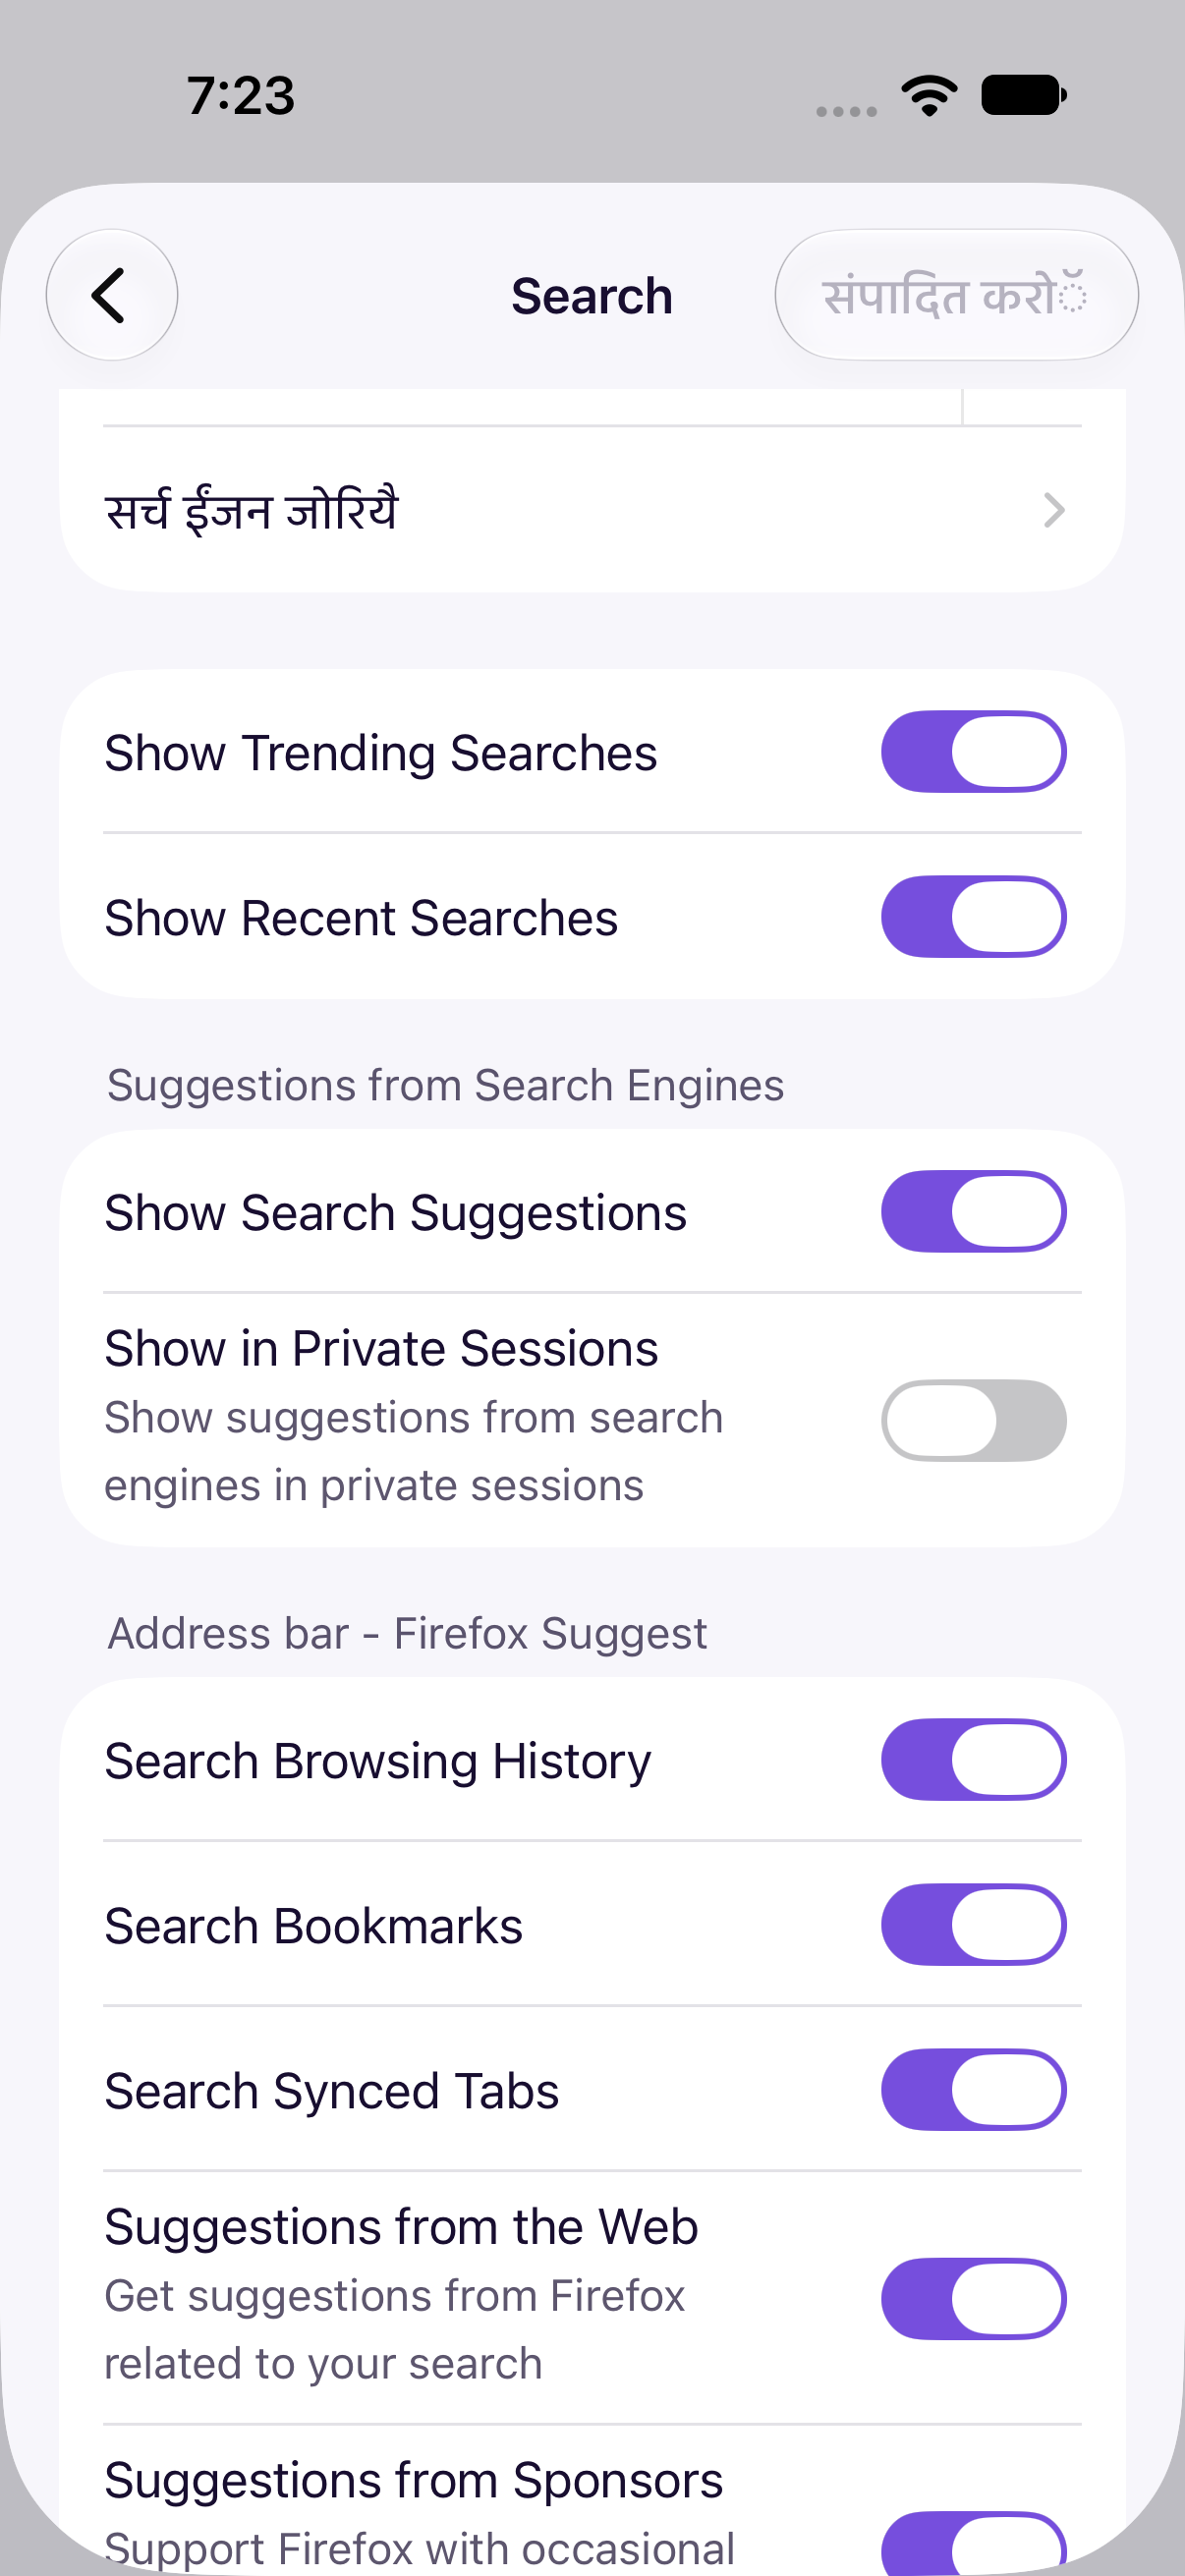 7:23
Search
संपादित करोॅ
सर्च ईंजन जोरियै
Show Trending Searches
Show Recent Searches
Suggestions from Search Engines
Show Search Suggestions
Show in Private Sessions
Show suggestions from search
engines in private sessions
Address bar - Firefox Suggest
Search Browsing History
Search Bookmarks
Search Synced Tabs
Suggestions from the Web
Get suggestions from Firefox
related to your search
Suggestions from Sponsors
Support Firefox with occasional